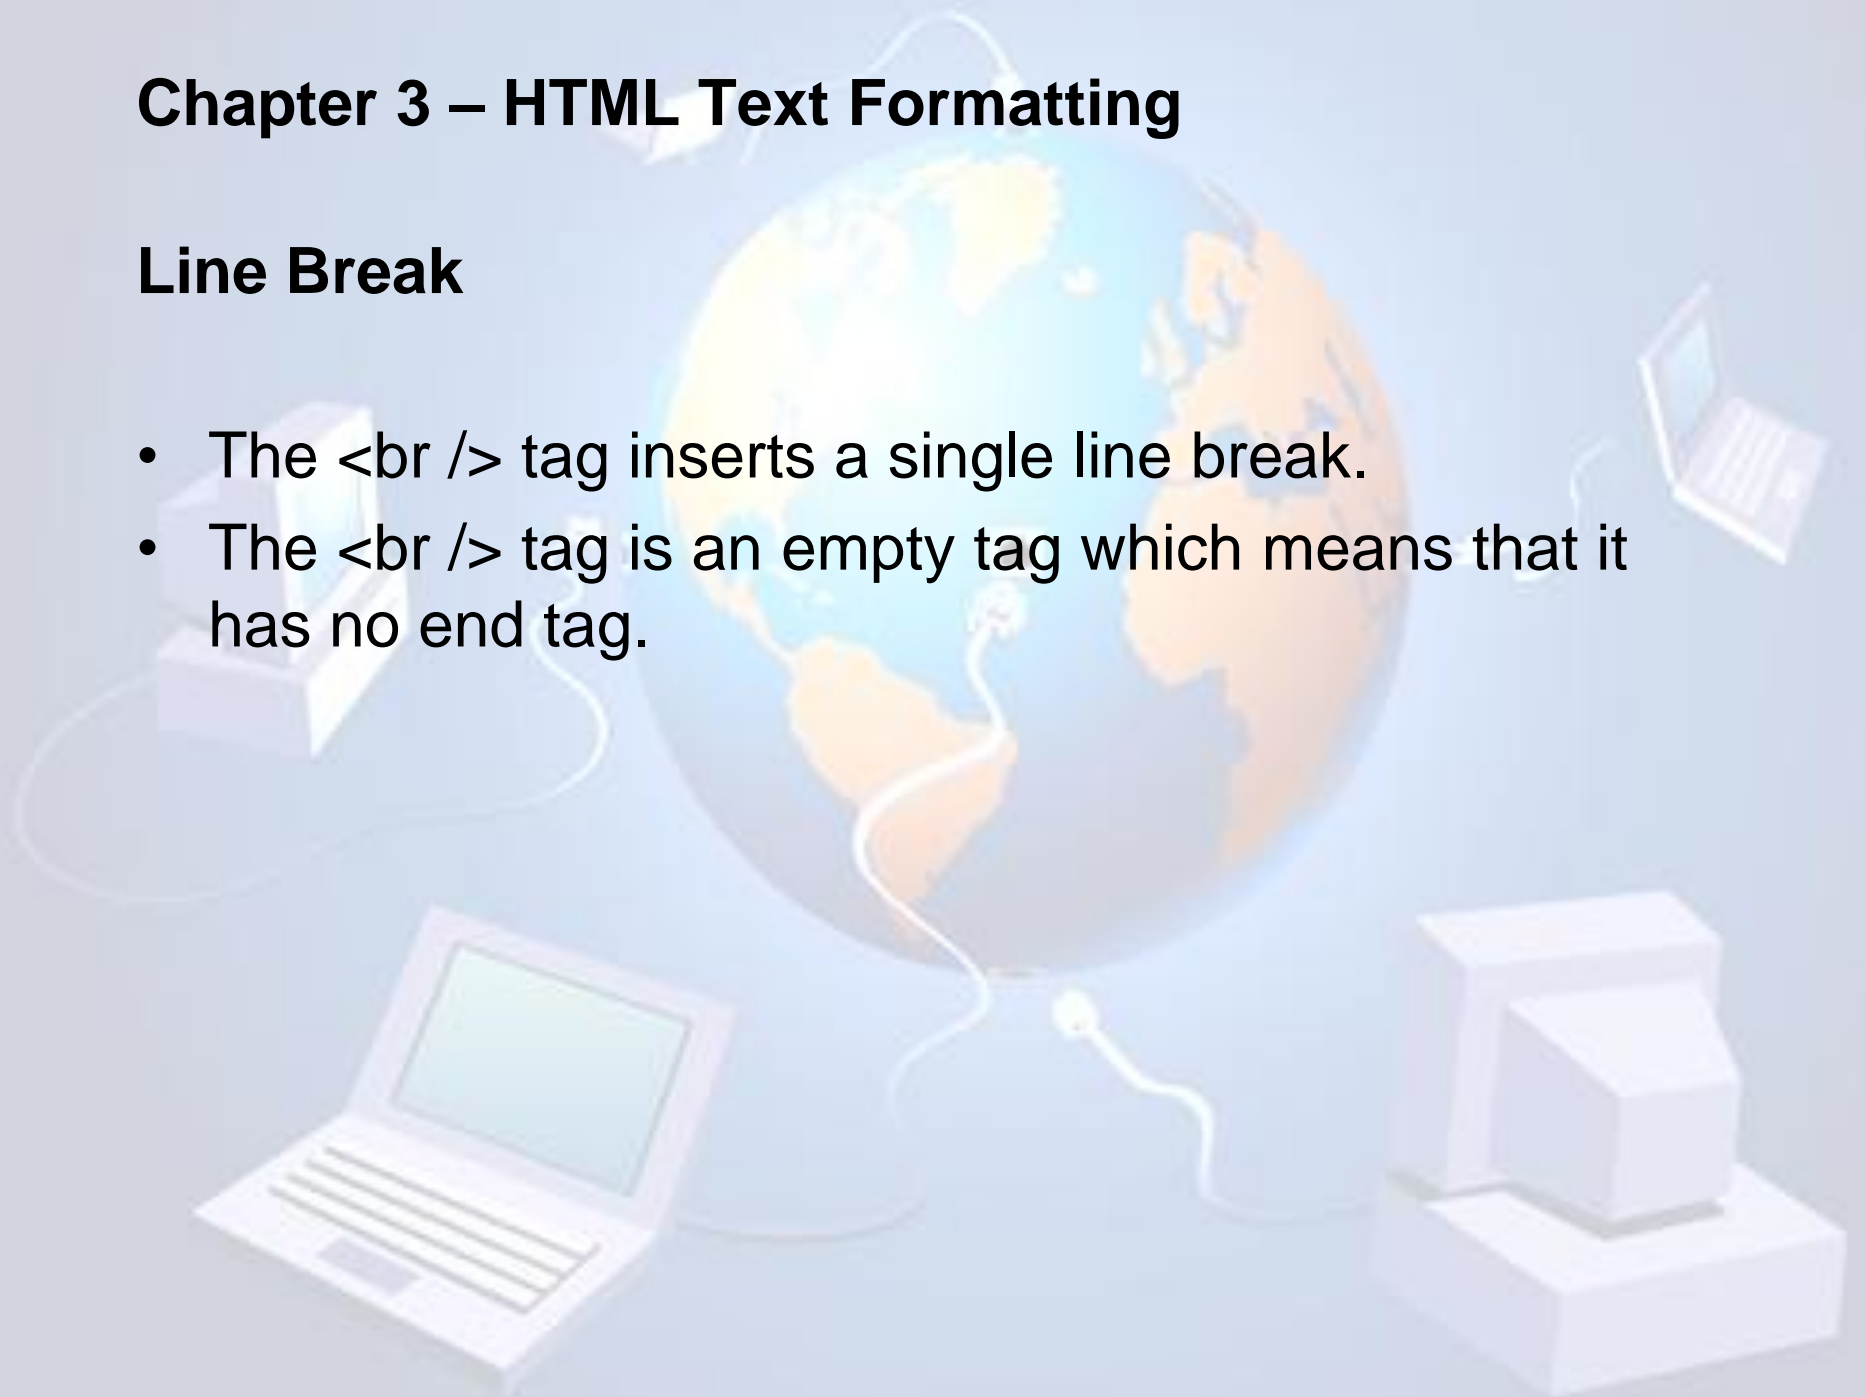 Chapter 3 – HTML Text Formatting
Line Break
• The <br /> tag inserts a single line break.
• The <br /> tag is an empty tag which means that it
has no end tag.